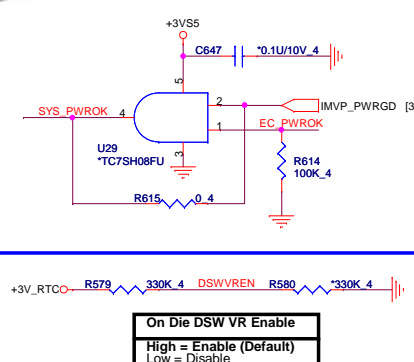 +3VS5
C647 *0.1U/10V_4
5
SYS_PWROK 4 2 IMVP_PWRGD [3
1 EC_PWROK
U29
*TC7SH08FU
3
R614
100K_4
R615 0_4
+3V_RTC R579 330K_4 DSWVREN R580 *330K_4
On Die DSW VR Enable
High = Enable (Default)
Low = Disable